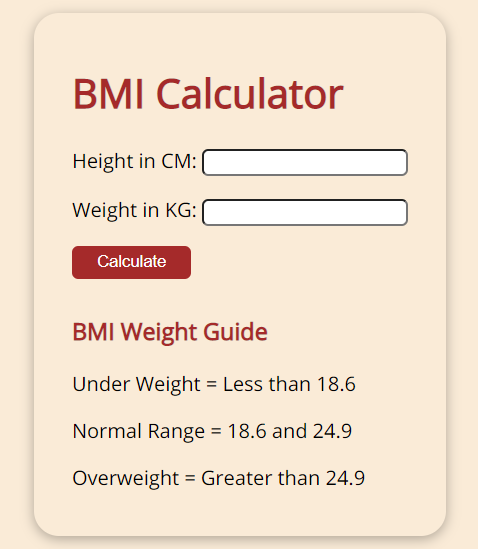 BMI Calculator
Height in CM:
Weight in KG:
Calculate
BMI Weight Guide
Under Weight = Less than 18.6
Normal Range = 18.6 and 24.9
Overweight = Greater than 24.9